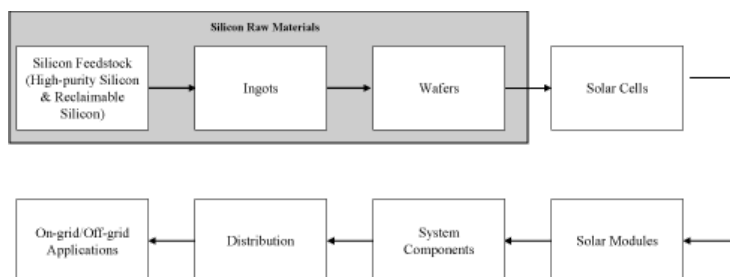 Silicon Raw Materials
Silicon Feedstock
(High-purity Silicon
& Reclaimable
Silicon)
Ingots
Wafers
Solar Cells
On-grid/Off-grid
Applications
Distribution
System
Components
Solar Modules